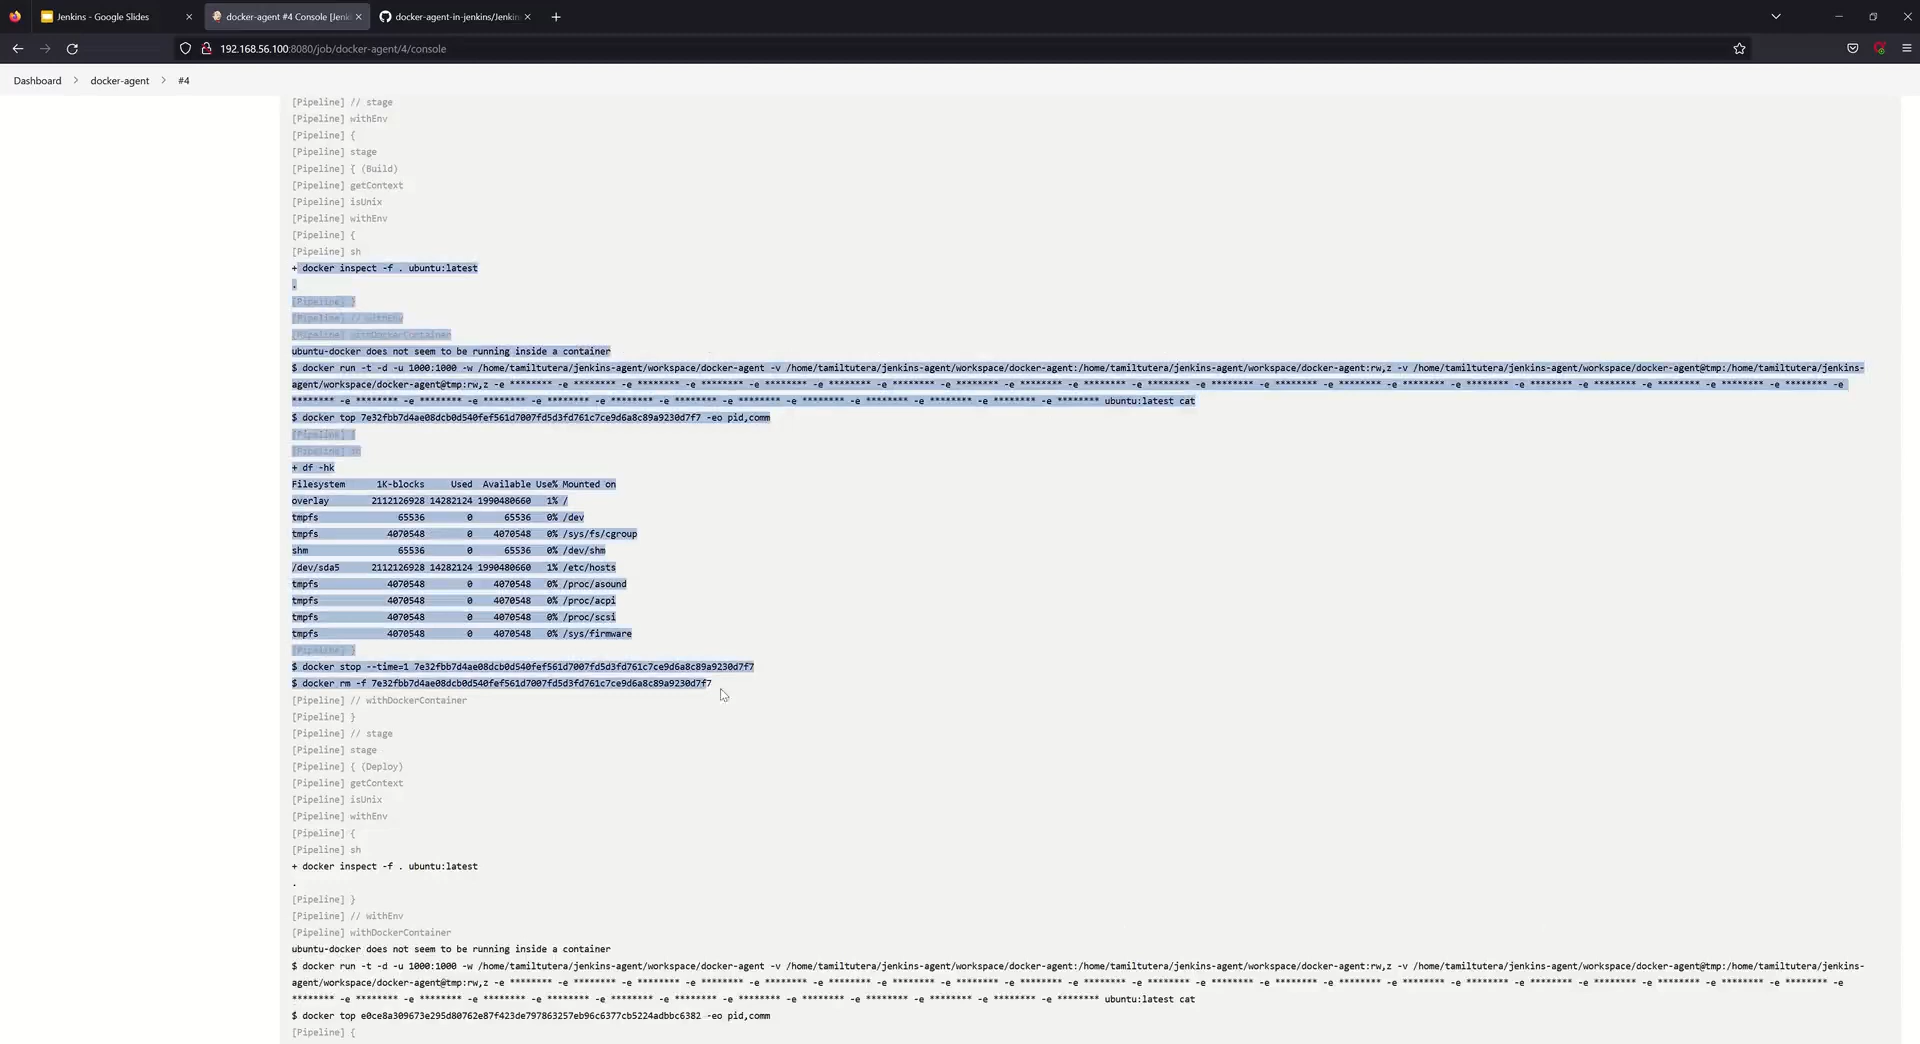 Jenkins - Google Slides
docker-agent #4 Console [Jenki
docker-agent-in-jenkins/Jenkin
192.168.56.100:8080/job/docker-agent/4/console
Dashboard > docker-agent > #4
[Pipeline] // stage
[Pipeline] withEnv
[Pipeline] {
[Pipeline] stage
[Pipeline] { (Build)
[Pipeline] getContext
[Pipeline] isUnix
[Pipeline] withEnv
[Pipeline] {
[Pipeline] sh
+ docker inspect -f . ubuntu:latest
.
[Pipeline] }
[Pipeline] // withEnv
[Pipeline] withDockerContainer
ubuntu-docker does not seem to be running inside a container
$ docker run -t -d -u 1000:1000 -w /home/tamiltutera/jenkins-agent/workspace/docker-agent -v /home/tamiltutera/jenkins-agent/workspace/docker-agent:/home/tamiltutera/jenkins-agent/workspace/docker-agent:rw,z -v /home/tamiltutera/jenkins-agent/workspace/docker-agent@tmp:/home/tamiltutera/jenkins-
agent/workspace/docker-agent@tmp:rw,z -e ******** -e ******** -e ******** -e ******** -e ******** -e ******** -e ******** -e ******** -e ******** -e ******** -e ******** -e ******** -e ******** -e ******** -e ******** -e ******** -e ******** -e ******** -e ******** -e ******** -e ******** -e ******** -e ******** -e
******** -e ******** -e ******** -e ******** -e ******** -e ******** -e ******** -e ******** -e ******** -e ******** -e ******** -e ******** -e ******** ubuntu:latest cat
$ docker top 7e32fbb7d4ae08dcb0d540fef561d7007fd5d3fd761c7ce9d6a8c89a9230d7f7 -eo pid,comm
[Pipeline] {
[Pipeline] sh
+ df -hk
Filesystem 1K-blocks Used Available Use% Mounted on
overlay 2112126928 14282124 1990480660 1% /
tmpfs 65536 0 65536 0% /dev
tmpfs 4070548 0 4070548 0% /sys/fs/cgroup
shm 65536 0 65536 0% /dev/shm
/dev/sda5 2112126928 14282124 1990480660 1% /etc/hosts
tmpfs 4070548 0 4070548 0% /proc/asound
tmpfs 4070548 0 4070548 0% /proc/acpi
tmpfs 4070548 0 4070548 0% /proc/scsi
tmpfs 4070548 0 4070548 0% /sys/firmware
[Pipeline] }
$ docker stop --time=1 7e32fbb7d4ae08dcb0d540fef561d7007fd5d3fd761c7ce9d6a8c89a9230d7f7
$ docker rm -f 7e32fbb7d4ae08dcb0d540fef561d7007fd5d3fd761c7ce9d6a8c89a9230d7f7
[Pipeline] // withDockerContainer
[Pipeline] }
[Pipeline] // stage
[Pipeline] stage
[Pipeline] { (Deploy)
[Pipeline] getContext
[Pipeline] isUnix
[Pipeline] withEnv
[Pipeline] {
[Pipeline] sh
+ docker inspect -f . ubuntu:latest
.
[Pipeline] }
[Pipeline] // withEnv
[Pipeline] withDockerContainer
ubuntu-docker does not seem to be running inside a container
$ docker run -t -d -u 1000:1000 -w /home/tamiltutera/jenkins-agent/workspace/docker-agent -v /home/tamiltutera/jenkins-agent/workspace/docker-agent:/home/tamiltutera/jenkins-agent/workspace/docker-agent:rw,z -v /home/tamiltutera/jenkins-agent/workspace/docker-agent@tmp:/home/tamiltutera/jenkins-
agent/workspace/docker-agent@tmp:rw,z -e ******** -e ******** -e ******** -e ******** -e ******** -e ******** -e ******** -e ******** -e ******** -e ******** -e ******** -e ******** -e ******** -e ******** -e ******** -e ******** -e ******** -e ******** -e ******** -e ******** -e ******** -e ******** -e ******** -e
******** -e ******** -e ******** -e ******** -e ******** -e ******** -e ******** -e ******** -e ******** -e ******** -e ******** -e ******** -e ******** ubuntu:latest cat
$ docker top e0ce8a309673e295d80762e87f423de797863257eb96c6377cb5224adbbc6382 -eo pid,comm
[Pipeline] {